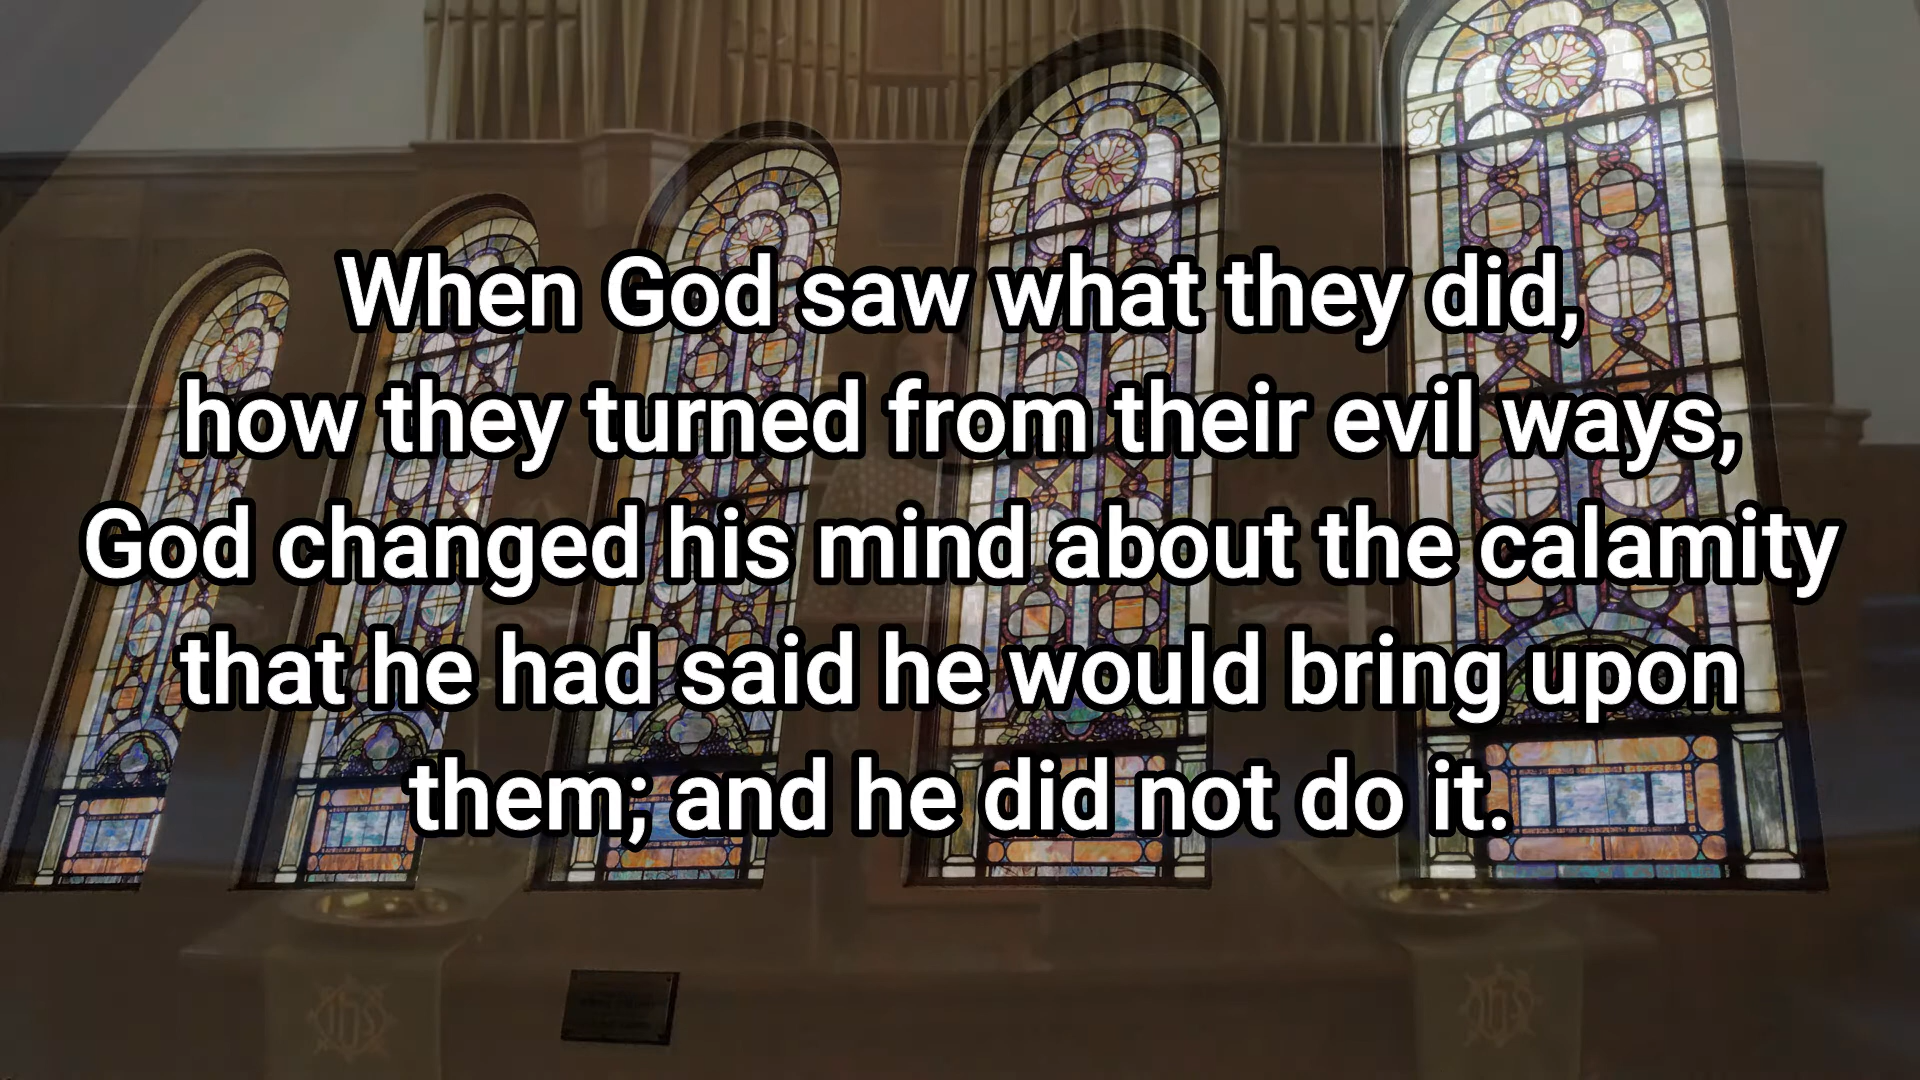 When God saw what they did,
how they turned from their evil ways,
God changed his mind about the calamity
that he had said he would bring upon
them; and he did not do it.